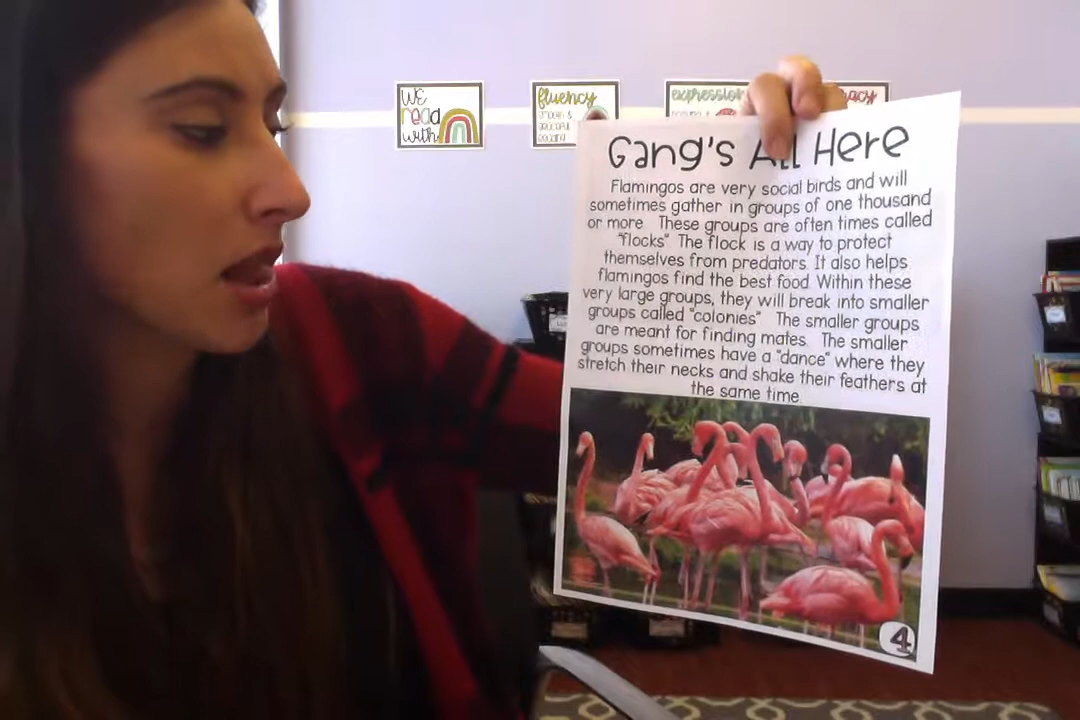 WE
read
with
fluency
smooth &
graceful
reading
expression
Gang's All Here
Flamingos are very social birds and will
sometimes gather in groups of one thousand
or more These groups are often times called
"flocks" The flock is a way to protect
themselves from predators. It also helps
flamingos find the best food. Within these
very large groups, they will break into smaller
groups called "colonies" The smaller groups
are meant for finding mates. The smaller
groups sometimes have a "dance" where they
stretch their necks and shake their feathers at
the same time.
4